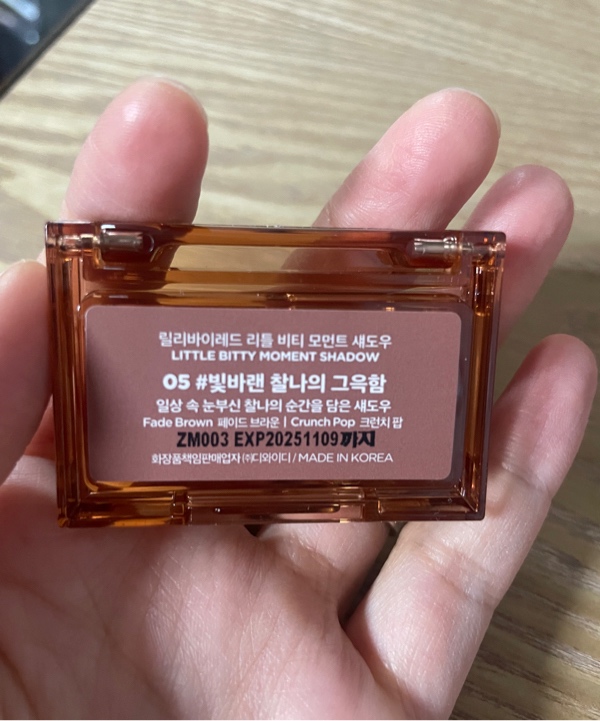 릴리바이레드 리틀 비티 모먼트 섀도우
LITTLE BITTY MOMENT SHADOW
05 #빛바랜 찰나의 그윽함
일상 속 눈부신 찰나의 순간을 담은 섀도우
Fade Brown 페이드 브라운 | Crunch Pop 크런치 팝
ZM003 EXP20251109까지
화장품책임판매업자 ㈜디와이디 / MADE IN KOREA